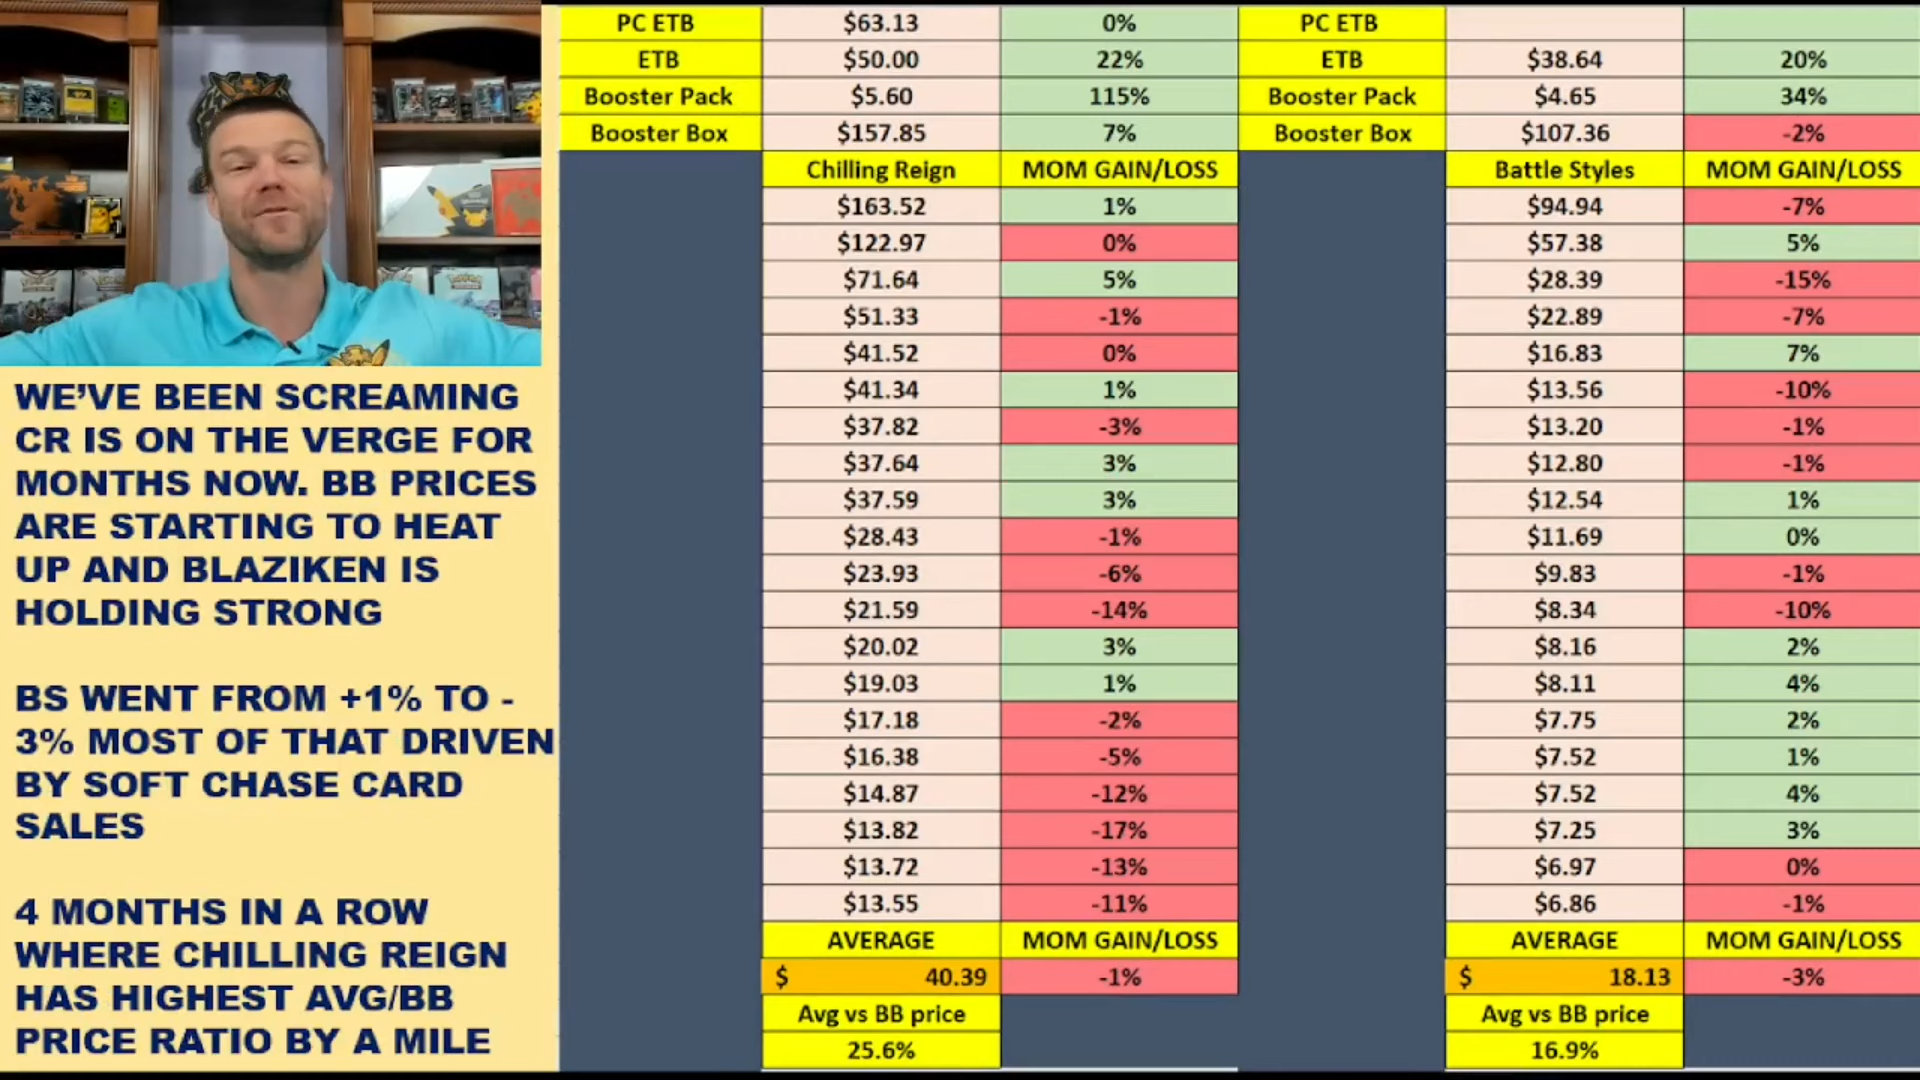 WE'VE BEEN SCREAMING
CR IS ON THE VERGE FOR
MONTHS NOW. BB PRICES
ARE STARTING TO HEAT
UP AND BLAZIKEN IS
HOLDING STRONG
BS WENT FROM +1% TO -
3% MOST OF THAT DRIVEN
BY SOFT CHASE CARD
SALES
4 MONTHS IN A ROW
WHERE CHILLING REIGN
HAS HIGHEST AVG/BB
PRICE RATIO BY A MILE
PC ETB $63.13 0% PC ETB
ETB $50.00 22% ETB $38.64 20%
Booster Pack $5.60 115% Booster Pack $4.65 34%
Booster Box $157.85 7% Booster Box $107.36 -2%
Chilling Reign MOM GAIN/LOSS Battle Styles MOM GAIN/LOSS
$163.52 1% $94.94 -7%
$122.97 0% $57.38 5%
$71.64 5% $28.39 -15%
$51.33 -1% $22.89 -7%
$41.52 0% $16.83 7%
$41.34 1% $13.56 -10%
$37.82 -3% $13.20 -1%
$37.64 3% $12.80 -1%
$37.59 3% $12.54 1%
$28.43 -1% $11.69 0%
$23.93 -6% $9.83 -1%
$21.59 -14% $8.34 -10%
$20.02 3% $8.16 2%
$19.03 1% $8.11 4%
$17.18 -2% $7.75 2%
$16.38 -5% $7.52 1%
$14.87 -12% $7.52 4%
$13.82 -17% $7.25 3%
$13.72 -13% $6.97 0%
$13.55 -11% $6.86 -1%
AVERAGE MOM GAIN/LOSS AVERAGE MOM GAIN/LOSS
$ 40.39 -1% $ 18.13 -3%
Avg vs BB price Avg vs BB price
25.6% 16.9%